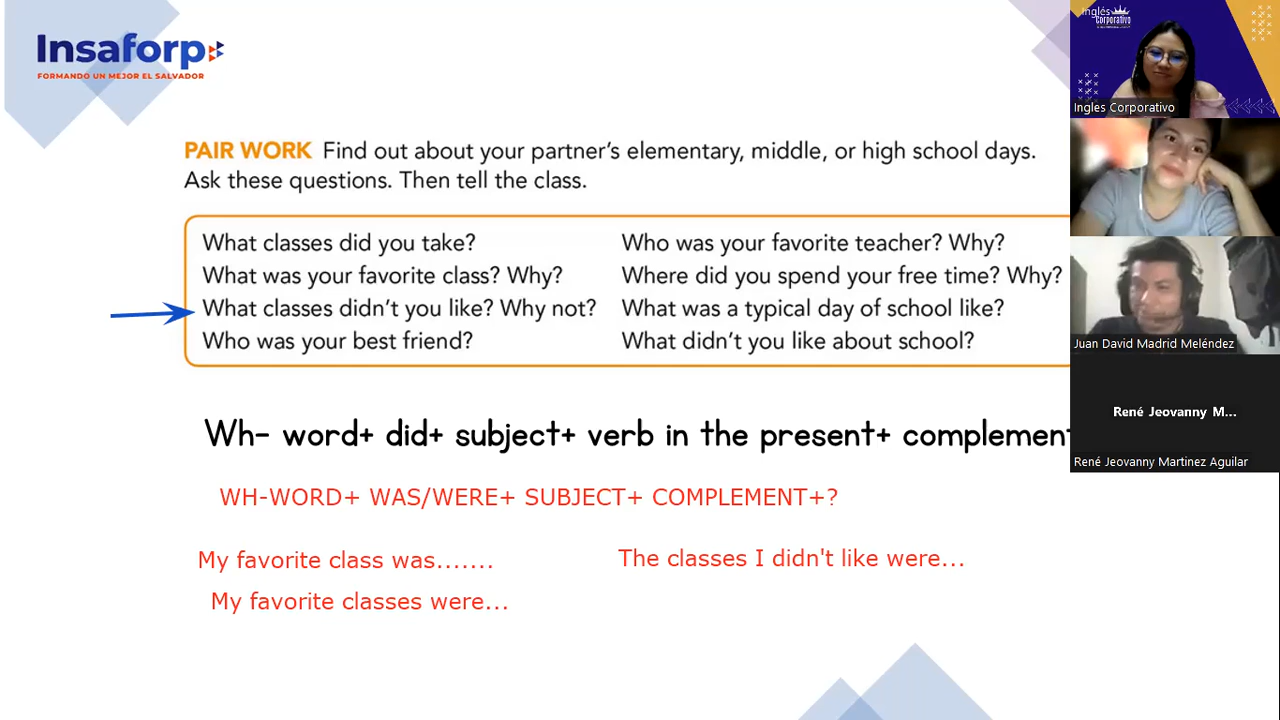 Insaforp
FORMANDO UN MEJOR EL SALVADOR
PAIR WORK Find out about your partner's elementary, middle, or high school days.
Ask these questions. Then tell the class.
What classes did you take?
What was your favorite class? Why?
What classes didn't you like? Why not?
Who was your best friend?
Who was your favorite teacher? Why?
Where did you spend your free time? Why?
What was a typical day of school like?
What didn't you like about school?
Wh- word+ did+ subject+ verb in the present+ complement
WH-WORD+ WAS/WERE+ SUBJECT+ COMPLEMENT+?
My favorite class was.......
The classes I didn't like were...
My favorite classes were...
Inglés
Corporativo
Ingles Corporativo
Juan David Madrid Meléndez
René Jeovanny M...
René Jeovanny Martinez Aguilar